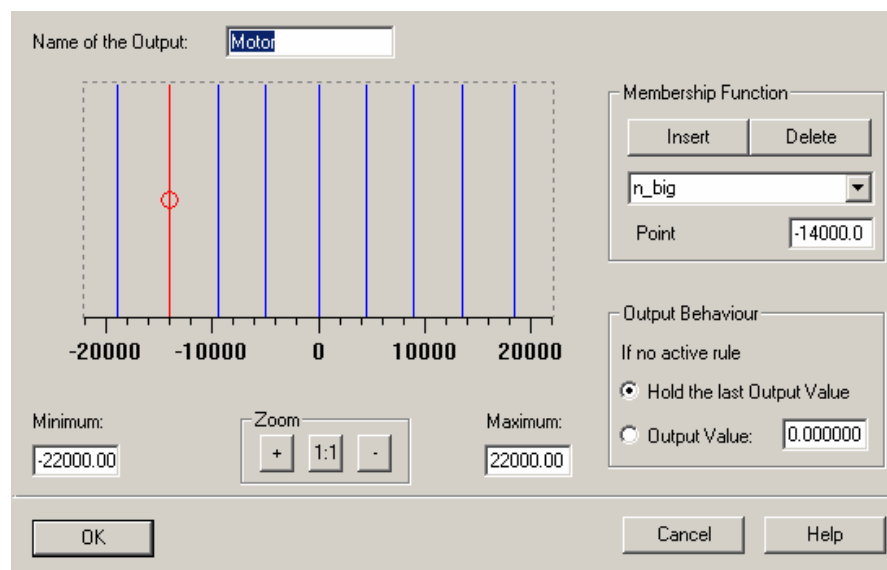 Name of the Output: Motor
Membership Function
Insert Delete
n_big
Point -14000.0
-20000 -10000 0 10000 20000
Output Behaviour
If no active rule
Hold the last Output Value
Output Value: 0.000000
Minimum: Zoom Maximum:
-22000.00 + 1:1 - 22000.00
OK Cancel Help